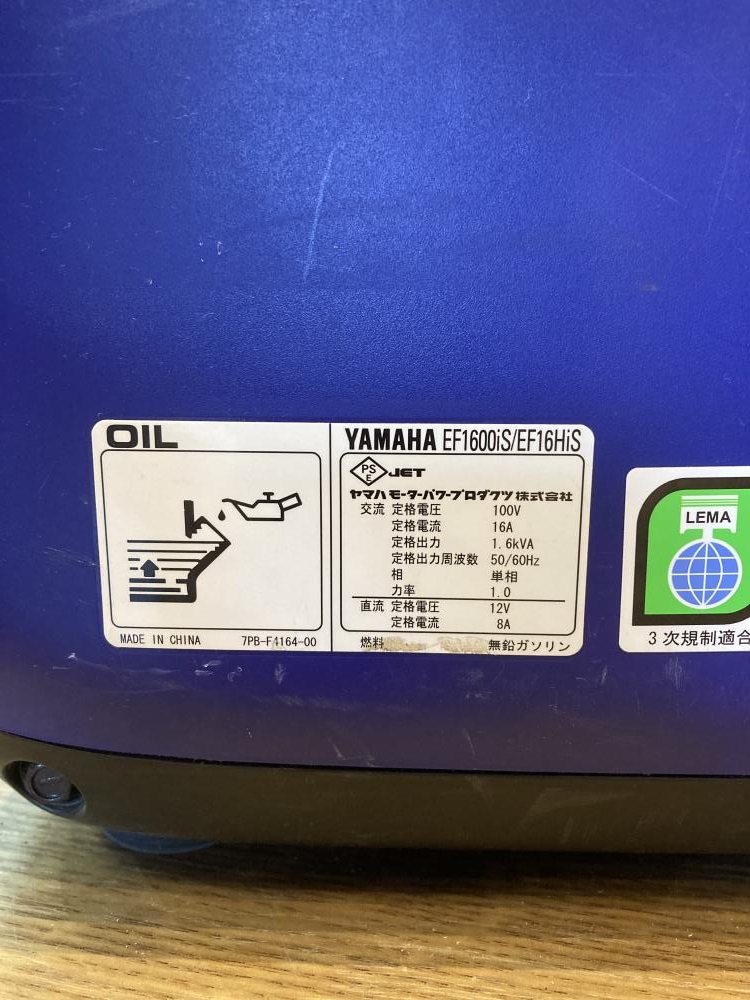 OIL
MADE IN CHINA 7PB-F4164-00
YAMAHA EF1600iS/EF16HiS
PSE JET
ヤマハ モーターパワープロダクツ 株式会社
交流 定格電圧 100V
定格電流 16A
定格出力 1.6kVA
定格出力周波数 50/60Hz
相 単相
力率 1.0
直流 定格電圧 12V
定格電流 8A
燃料 無鉛ガソリン
LEMA
3次規制適合